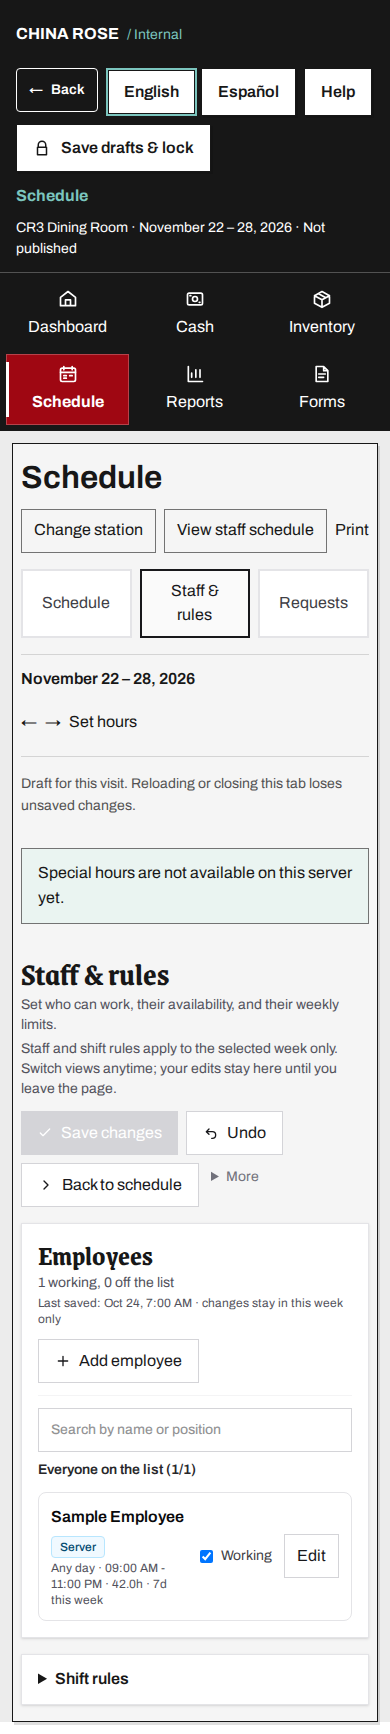 CHINA ROSE / Internal
← Back English Español Help
Save drafts & lock
Schedule
CR3 Dining Room · November 22 – 28, 2026 · Not
published
Dashboard Cash Inventory
Schedule Reports Forms
Schedule
Change station View staff schedule Print
Schedule Staff &
rules Requests
November 22 – 28, 2026
← → Set hours
Draft for this visit. Reloading or closing this tab loses
unsaved changes.
Special hours are not available on this server
yet.
Staff & rules
Set who can work, their availability, and their weekly
limits.
Staff and shift rules apply to the selected week only.
Switch views anytime; your edits stay here until you
leave the page.
Save changes Undo
Back to schedule More
Employees
1 working, 0 off the list
Last saved: Oct 24, 7:00 AM · changes stay in this week
only
Add employee
Search by name or position
Everyone on the list (1/1)
Sample Employee
Server
Any day · 09:00 AM -
11:00 PM · 42.0h · 7d
this week
Working Edit
Shift rules